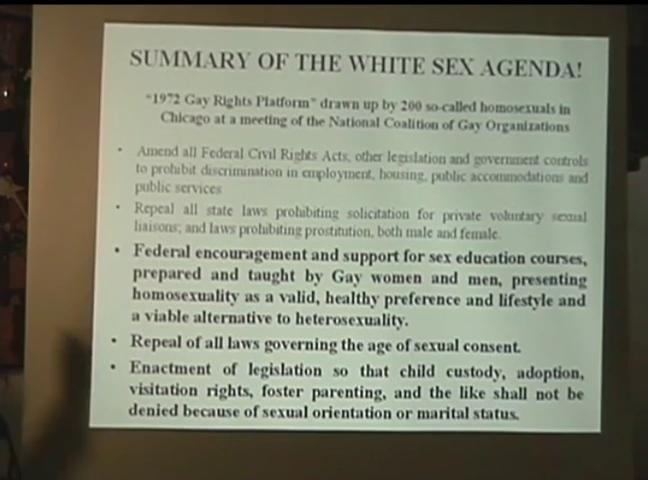 SUMMARY OF THE WHITE SEX AGENDA!
"1972 Gay Rights Platform" drawn up by 200 so-called homosexuals in
Chicago at a meeting of the National Coalition of Gay Organizations
• Amend all Federal Civil Rights Acts, other legislation and government controls
to prohibit discrimination in employment, housing, public accommodations and
public services
• Repeal all state laws prohibiting solicitation for private voluntary sexual
liaisons; and laws prohibiting prostitution, both male and female.
• Federal encouragement and support for sex education courses,
prepared and taught by Gay women and men, presenting
homosexuality as a valid, healthy preference and lifestyle and
a viable alternative to heterosexuality.
• Repeal of all laws governing the age of sexual consent.
• Enactment of legislation so that child custody, adoption,
visitation rights, foster parenting, and the like shall not be
denied because of sexual orientation or marital status.